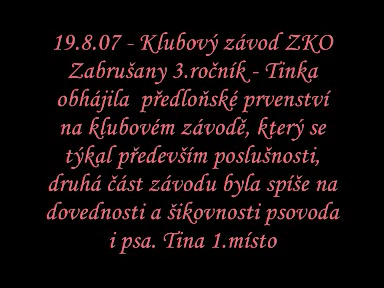 19.8.07 - Klubový závod ZKO
Zabrušany 3.ročník - Tinka
obhájila předloňské prvenství
na klubovém závodě, který se
týkal především poslušnosti,
druhá část závodu byla spíše na
dovednosti a šikovnosti psovoda
i psa. Tina 1.místo